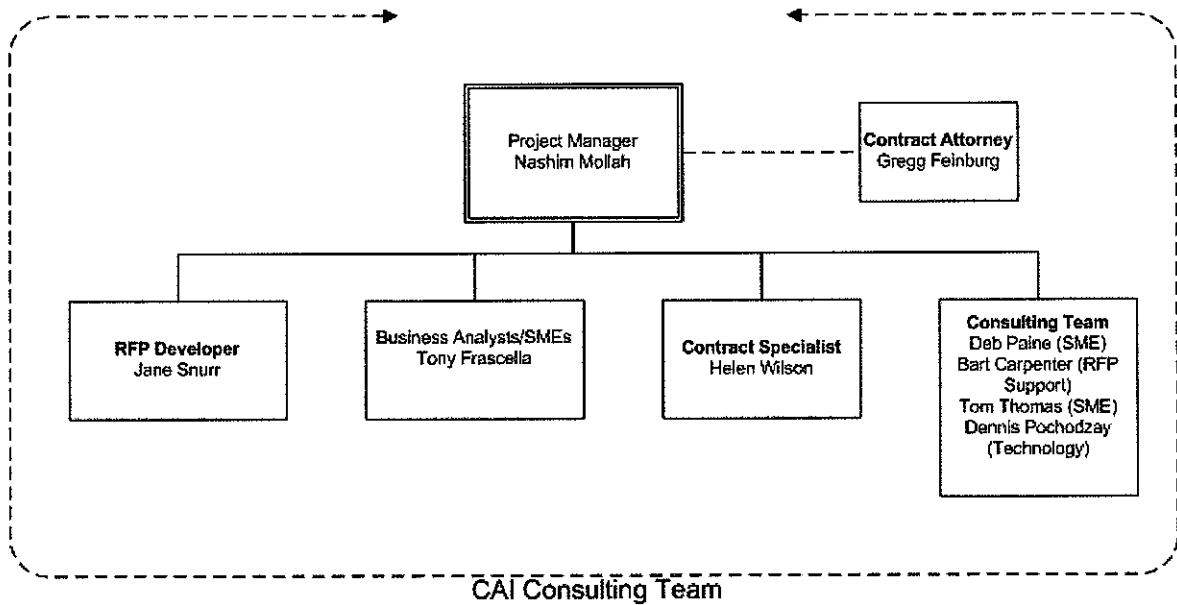 Project Manager
Nashim Mollah
Contract Attorney
Gregg Feinburg
RFP Developer
Jane Snurr
Business Analysts/SMEs
Tony Frascella
Contract Specialist
Helen Wilson
Consulting Team
Deb Paine (SME)
Bart Carpenter (RFP
Support)
Tom Thomas (SME)
Dennis Pochodzay
(Technology)
CAI Consulting Team